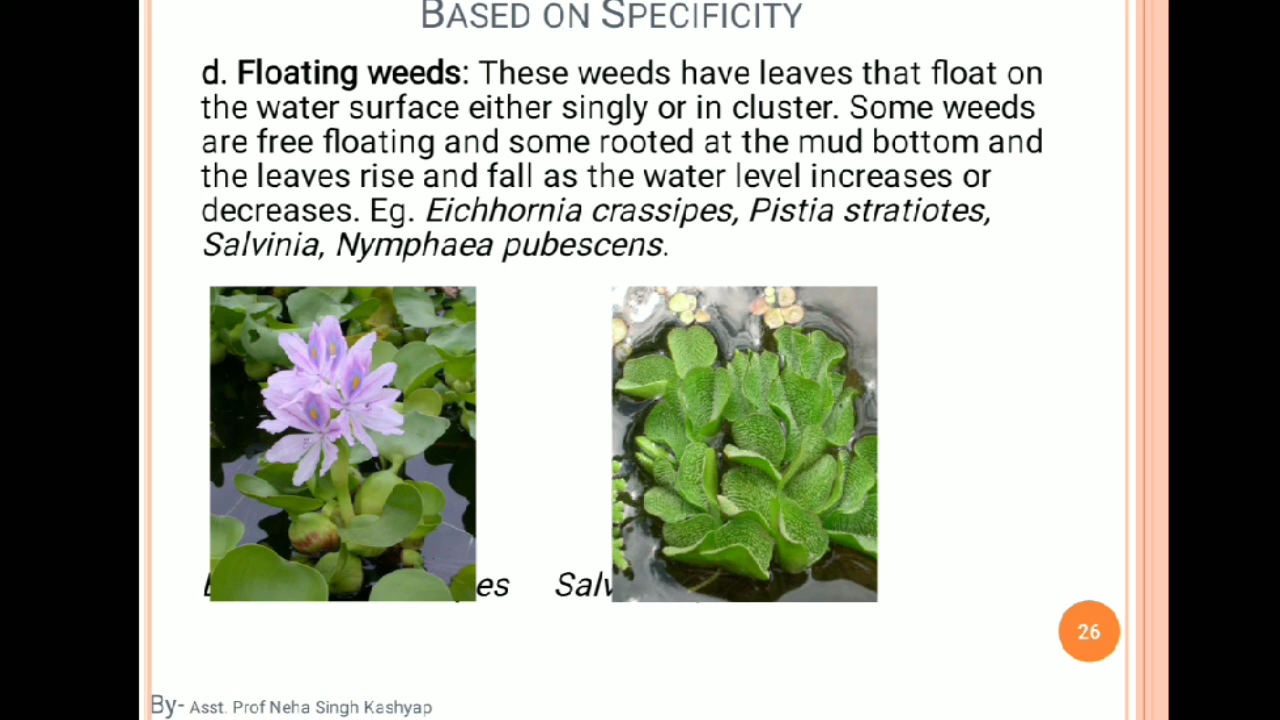 BASED ON SPECIFICITY
d. Floating weeds: These weeds have leaves that float on
the water surface either singly or in cluster. Some weeds
are free floating and some rooted at the mud bottom and
the leaves rise and fall as the water level increases or
decreases. Eg. Eichhornia crassipes, Pistia stratiotes,
Salvinia, Nymphaea pubescens.
26
By- Asst. Prof Neha Singh Kashyap